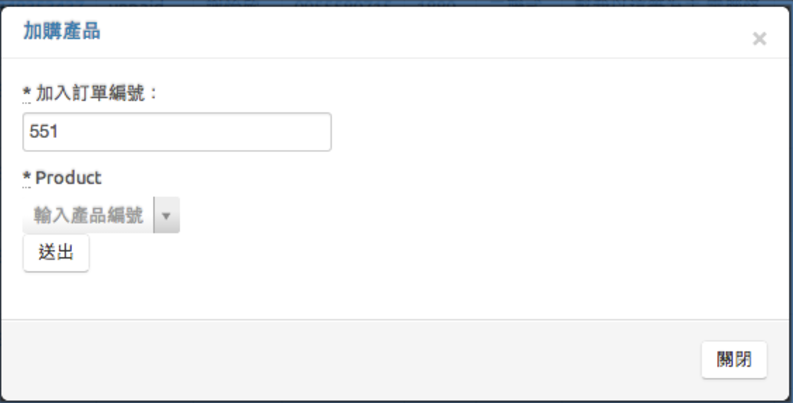 加購產品
×
* 加入訂單編號：
551
* Product
輸入產品編號
送出
關閉